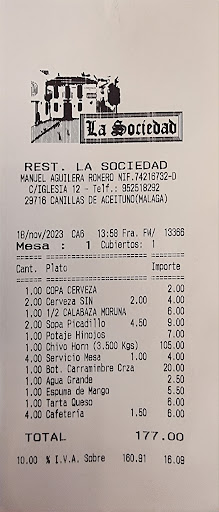 La Sociedad
REST. LA SOCIEDAD
MANUEL AGUILERA ROMERO NIF.74216732-D
C/IGLESIA 12 - Telf.: 952518292
29716 CANILLAS DE ACEITUNO(MALAGA)
18/nov/2023 CA6 13:58 Fra. FW/ 13366
Mesa : 1 Cubiertos: 1
Cant. Plato Importe
1.00 COPA CERVEZA 2.00
2.00 Cerveza SIN 2.00 4.00
1.00 1/2 CALABAZA MORUNA 6.00
2.00 Sopa Picadillo 4.50 9.00
1.00 Potaje Hinojos 7.00
1.00 Chivo Horn (3.500 Kgs) 105.00
4.00 Servicio Mesa 1.00 4.00
1.00 Bot. Carramimbre Crza 20.00
1.00 Agua Grande 2.50
1.00 Espuma de Mango 5.50
1.00 Tarta Queso 6.00
4.00 Cafetería 1.50 6.00
TOTAL 177.00
10.00 % I.V.A. Sobre 160.91 16.09